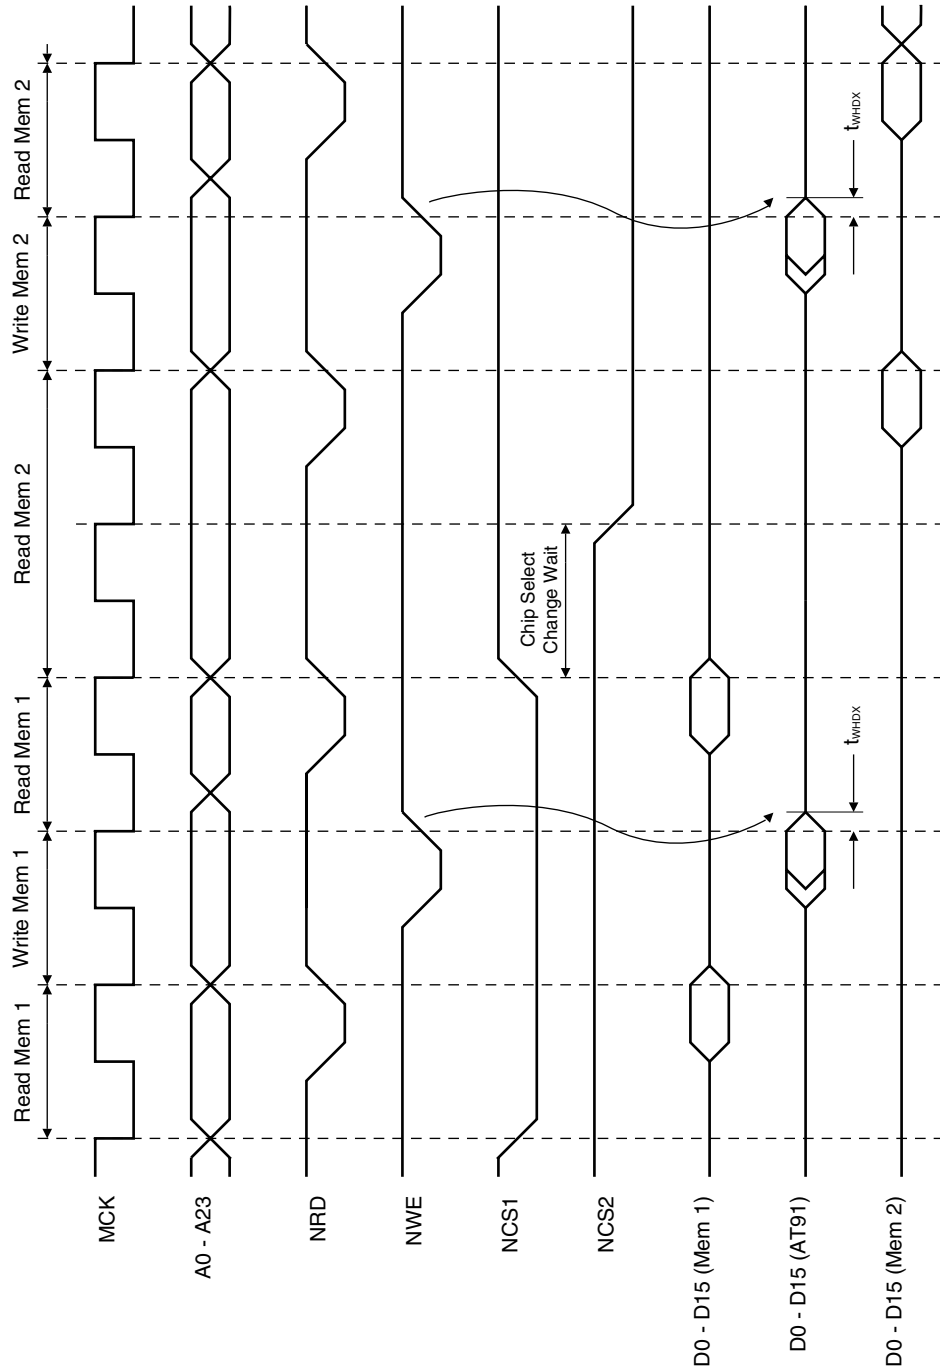 Read Mem 1
Write Mem 1
Read Mem 1
Read Mem 2
Write Mem 2
Read Mem 2
MCK
A0 - A23
NRD
NWE
NCS1
Chip Select
Change Wait
NCS2
D0 - D15 (Mem 1)
D0 - D15 (AT91)
tWHDX
tWHDX
D0 - D15 (Mem 2)